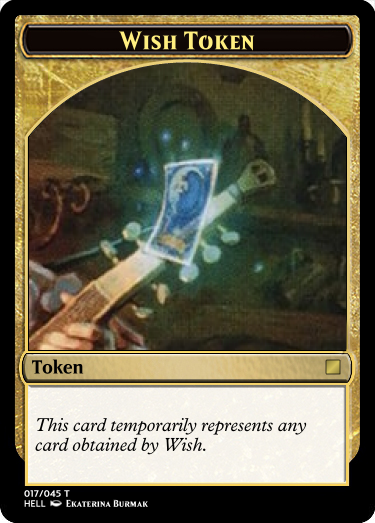 Wish Token
Token
This card temporarily represents any
card obtained by Wish.
017/045 T
HELL Ekaterina Burmak